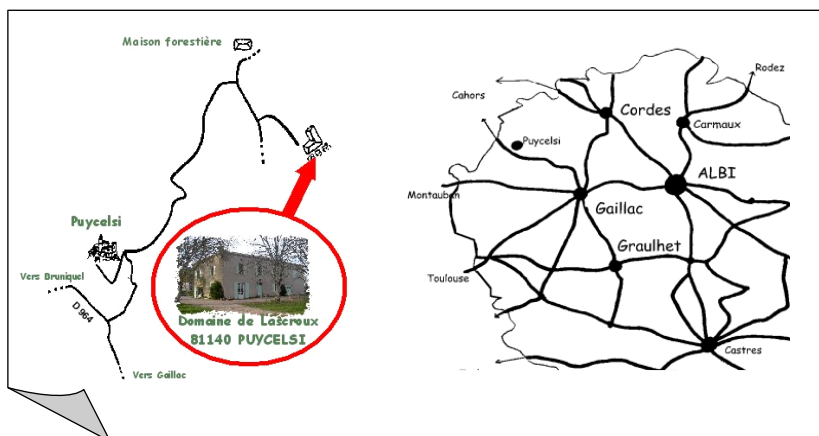 Maison forestière
Puycelsi
Vers Bruniquel
D 964
Vers Gaillac
Domaine de Lascroux
81140 PUYCELSI
Rodez
Cahors
Cordes
Carmaux
Puycelsi
ALBI
Montauban
Gaillac
Graulhet
Toulouse
Castres